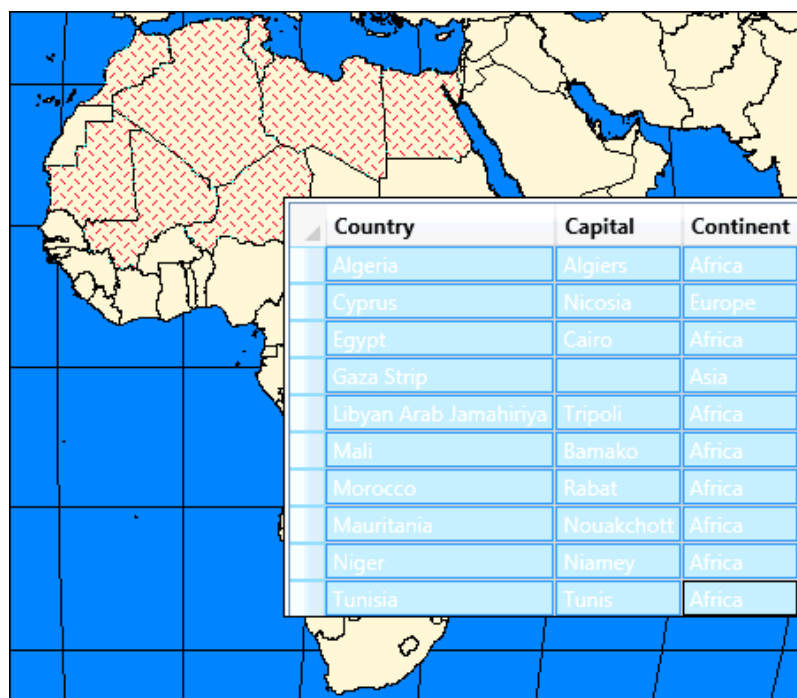 Country Capital Continent
Algeria Algiers Africa
Cyprus Nicosia Europe
Egypt Cairo Africa
Gaza Strip Asia
Libyan Arab Jamahiriya Tripoli Africa
Mali Bamako Africa
Morocco Rabat Africa
Mauritania Nouakchott Africa
Niger Niamey Africa
Tunisia Tunis Africa